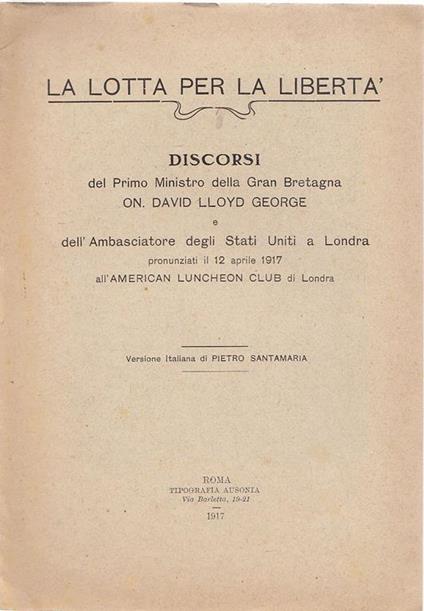 LA LOTTA PER LA LIBERTA'
DISCORSI
del Primo Ministro della Gran Bretagna
ON. DAVID LLOYD GEORGE
e
dell' Ambasciatore degli Stati Uniti a Londra
pronunziati il 12 aprile 1917
all'AMERICAN LUNCHEON CLUB di Londra
Versione Italiana di PIETRO SANTAMARIA
ROMA
TIPOGRAFIA AUSONIA
Via Barletta, 19-21
1917